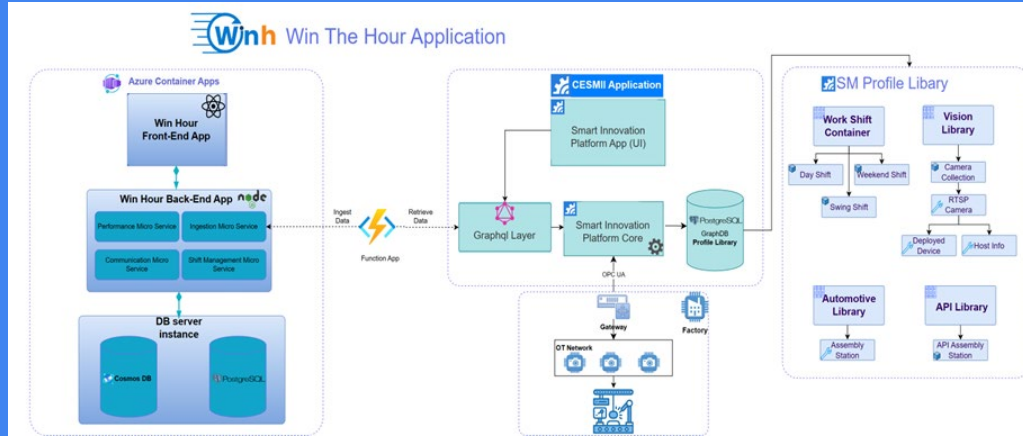 Winh Win The Hour Application
Azure Container Apps
Win Hour
Front-End App
Win Hour Back-End App
node
Performance Micro Service
Ingestion Micro Service
Communication Micro
Service
Shift Management Micro
Service
DB server
instance
Cosmos DB
PostgreSQL
Ingest
Data
Retrieve
Data
Function App
CESMII Application
Smart Innovation
Platform App (UI)
Graphql Layer
Smart Innovation
Platform Core
PostgreSQL
GraphDB
Profile Library
OPC UA
Gateway
Factory
OT Network
SM Profile Libary
Work Shift
Container
Day Shift
Weekend Shift
Swing Shift
Vision
Library
Camera
Collection
RTSP
Camera
Deployed
Device
Host Info
Automotive
Library
Assembly
Station
API Library
API Assembly
Station